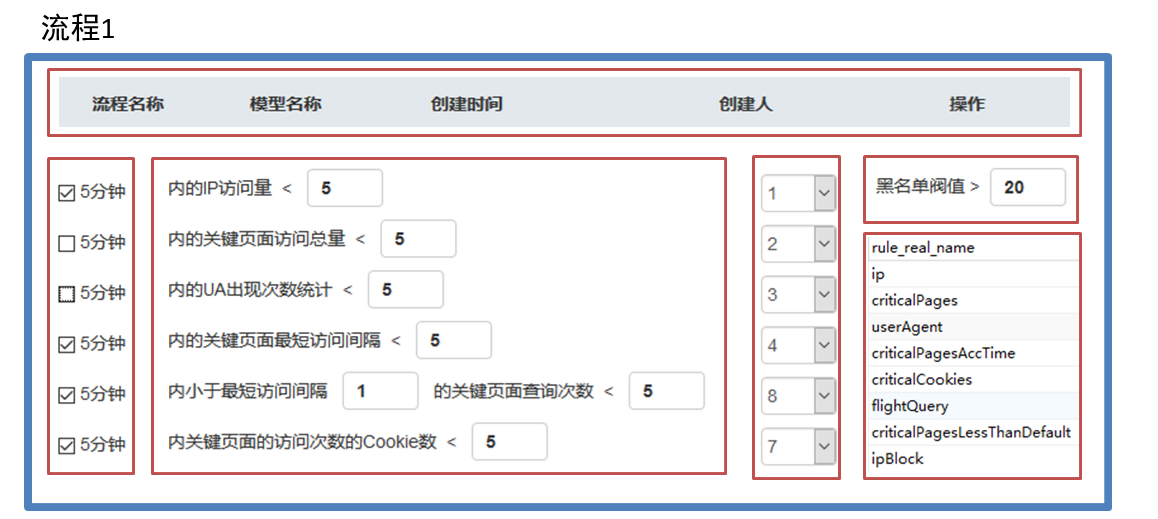 流程1
流程名称 模型名称 创建时间 创建人 操作
5分钟 内的IP访问量 < 5 1 黑名单阀值 > 20
5分钟 内的关键页面访问总量 < 5 2
5分钟 内的UA出现次数统计 < 5 3
5分钟 内的关键页面最短访问间隔 < 5 4
5分钟 内小于最短访问间隔 1 的关键页面查询次数 < 5 8
5分钟 内关键页面的访问次数的Cookie数 < 5 7
rule_real_name
ip
criticalPages
userAgent
criticalPagesAccTime
criticalCookies
flightQuery
criticalPagesLessThanDefault
ipBlock